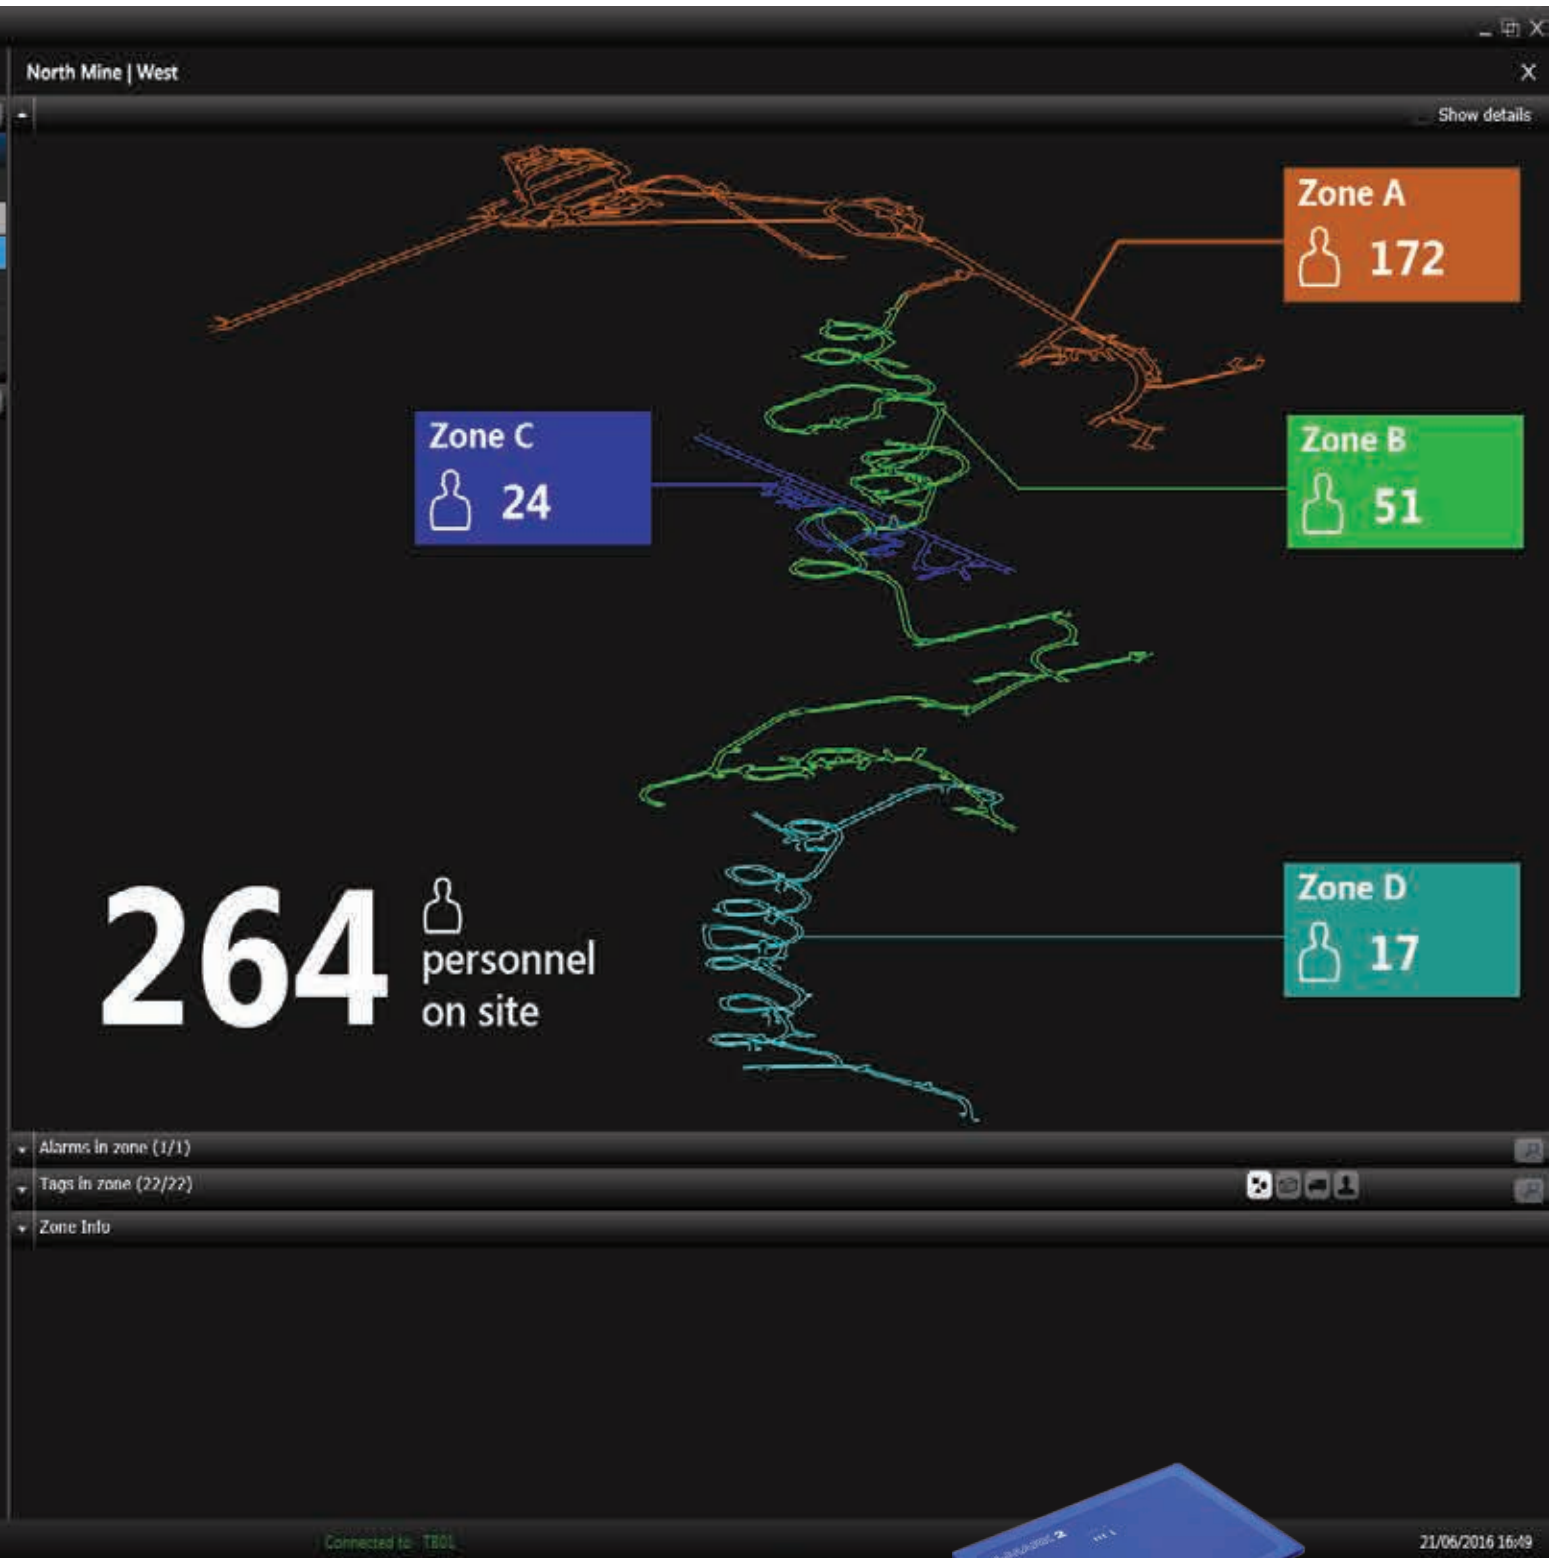 North Mine | West
Show details
Zone A
172
Zone C
24
Zone B
51
Zone D
17
264
personnel
on site
Alarms in zone (1/1)
Tags in zone (22/22)
Zone Info
Connected to TB01
21/06/2016 16:49